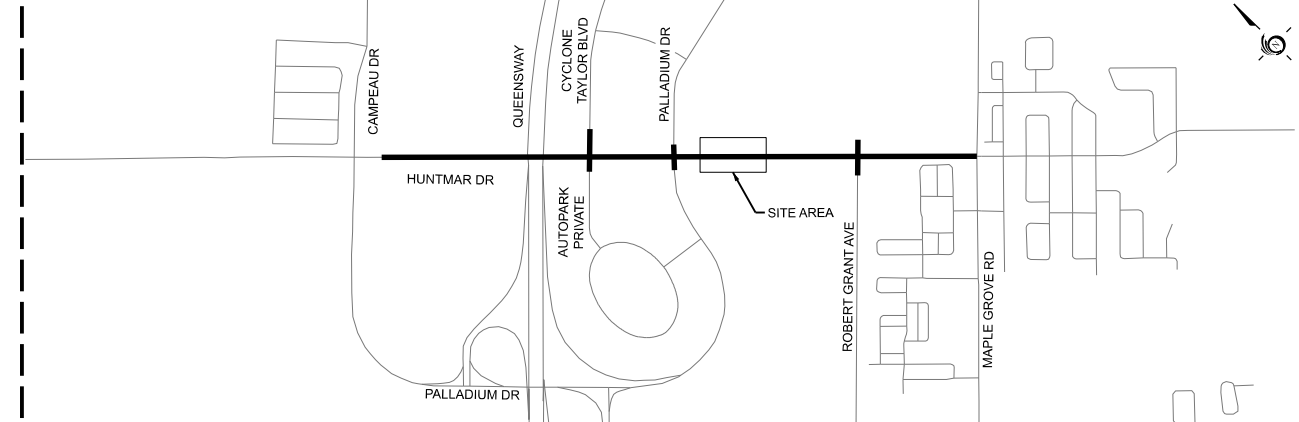 CAMPEAU DR
QUEENSWAY
CYCLONE
TAYLOR BLVD
PALLADIUM DR
HUNTMAR DR
AUTOPARK
PRIVATE
SITE AREA
ROBERT GRANT AVE
MAPLE GROVE RD
PALLADIUM DR